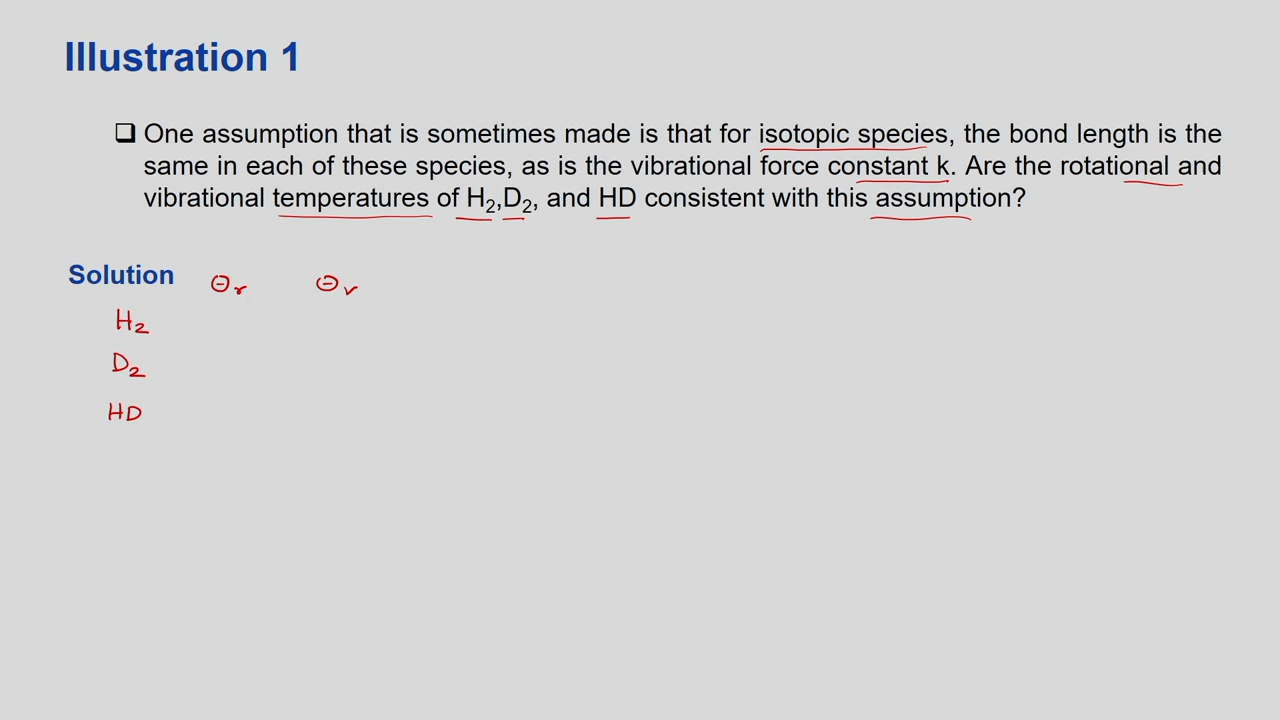 Illustration 1
❑ One assumption that is sometimes made is that for isotopic species, the bond length is the
same in each of these species, as is the vibrational force constant k. Are the rotational and
vibrational temperatures of H₂,D₂, and HD consistent with this assumption?
Solution Θᵣ Θᵥ
H₂
D₂
HD